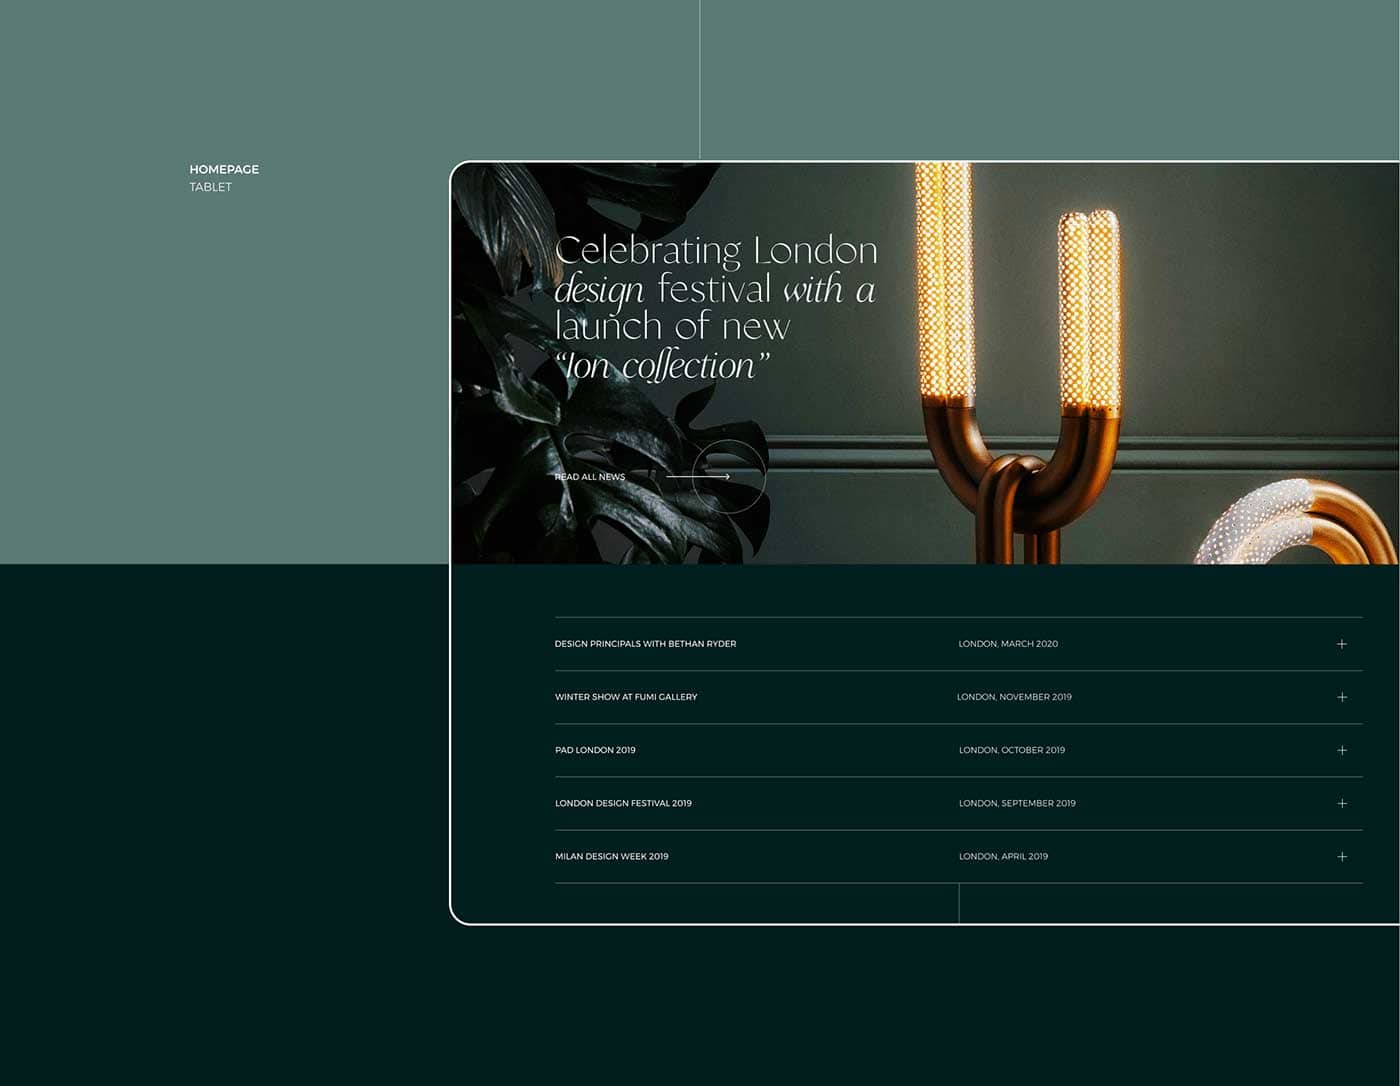 HOMEPAGE
TABLET
Celebrating London
design festival with a
launch of new
“Ion collection”
READ ALL NEWS
DESIGN PRINCIPALS WITH BETHAN RYDER
LONDON, MARCH 2020
WINTER SHOW AT FUMI GALLERY
LONDON, NOVEMBER 2019
PAD LONDON 2019
LONDON, OCTOBER 2019
LONDON DESIGN FESTIVAL 2019
LONDON, SEPTEMBER 2019
MILAN DESIGN WEEK 2019
LONDON, APRIL 2019